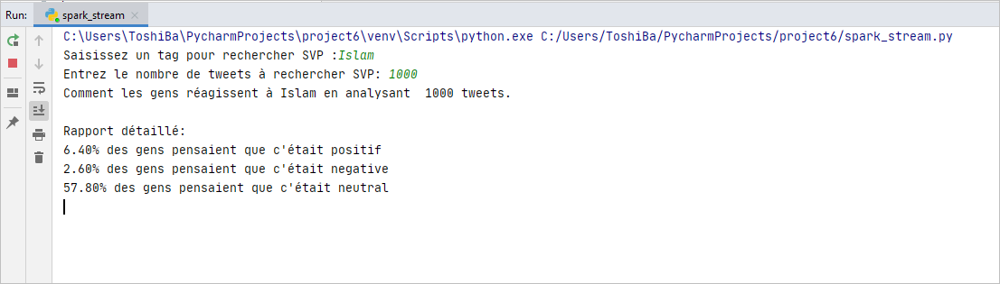 Run: spark_stream
C:\Users\ToshiBa\PycharmProjects\project6\venv\Scripts\python.exe C:/Users/ToshiBa/PycharmProjects/project6/spark_stream.py
Saisissez un tag pour rechercher SVP :Islam
Entrez le nombre de tweets à rechercher SVP: 1000
Comment les gens réagissent à Islam en analysant  1000 tweets.
Rapport détaillé:
6.40% des gens pensaient que c'était positif
2.60% des gens pensaient que c'était negative
57.80% des gens pensaient que c'était neutral